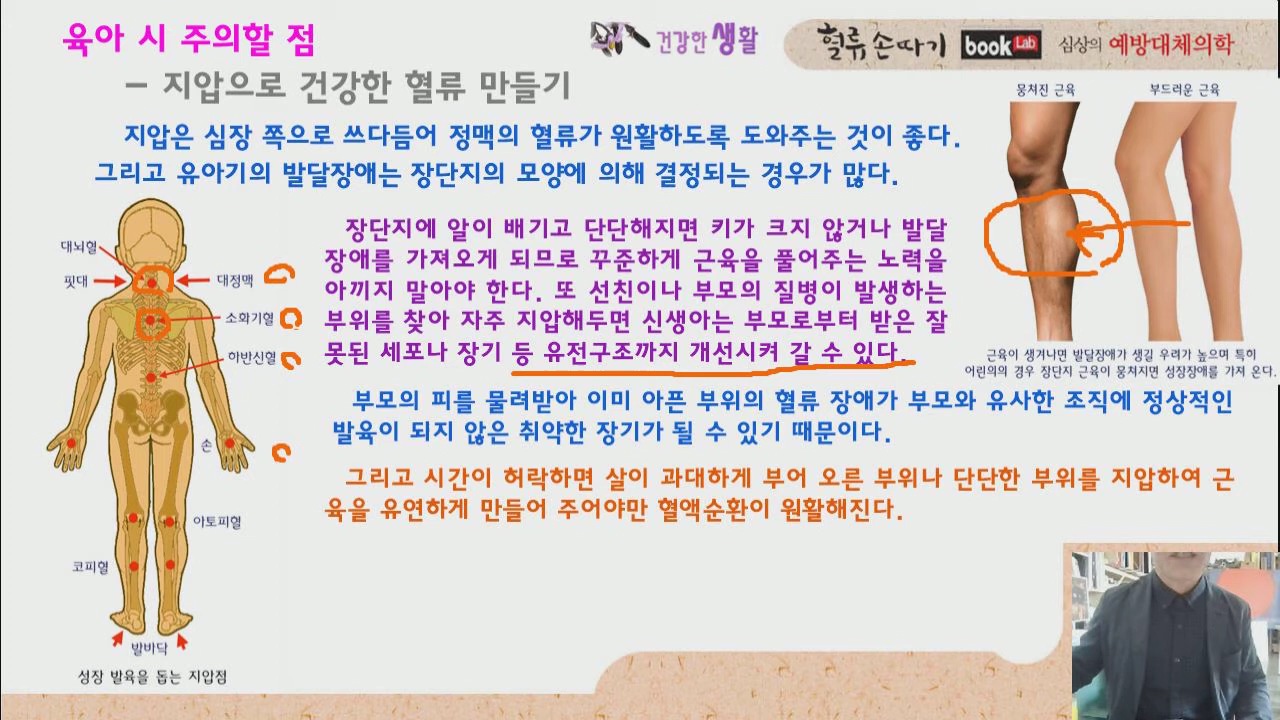 육아 시 주의할 점
건강한 생활
혈류 손따기 book Lab 심상의 예방대체의학
– 지압으로 건강한 혈류 만들기
지압은 심장 쪽으로 쓰다듬어 정맥의 혈류가 원활하도록 도와주는 것이 좋다.
그리고 유아기의 발달장애는 장단지의 모양에 의해 결정되는 경우가 많다.
뭉쳐진 근육
부드러운 근육
장단지에 알이 배기고 단단해지면 키가 크지 않거나 발달
장애를 가져오게 되므로 꾸준하게 근육을 풀어주는 노력을
아끼지 말아야 한다. 또 선친이나 부모의 질병이 발생하는
부위를 찾아 자주 지압해두면 신생아는 부모로부터 받은 잘
못된 세포나 장기 등 유전구조까지 개선시켜 갈 수 있다.
근육이 생겨나면 발달장애가 생길 우려가 높으며 특히
어린의의 경우 장단지 근육이 뭉쳐지면 성장장애를 가져 온다.
부모의 피를 물려받아 이미 아픈 부위의 혈류 장애가 부모와 유사한 조직에 정상적인
발육이 되지 않은 취약한 장기가 될 수 있기 때문이다.
그리고 시간이 허락하면 살이 과대하게 부어 오른 부위나 단단한 부위를 지압하여 근
육을 유연하게 만들어 주어야만 혈액순환이 원활해진다.
대뇌혈
핏대
대정맥
소화기혈
하반신혈
손
아토피혈
코피혈
발바닥
성장 발육을 돕는 지압점